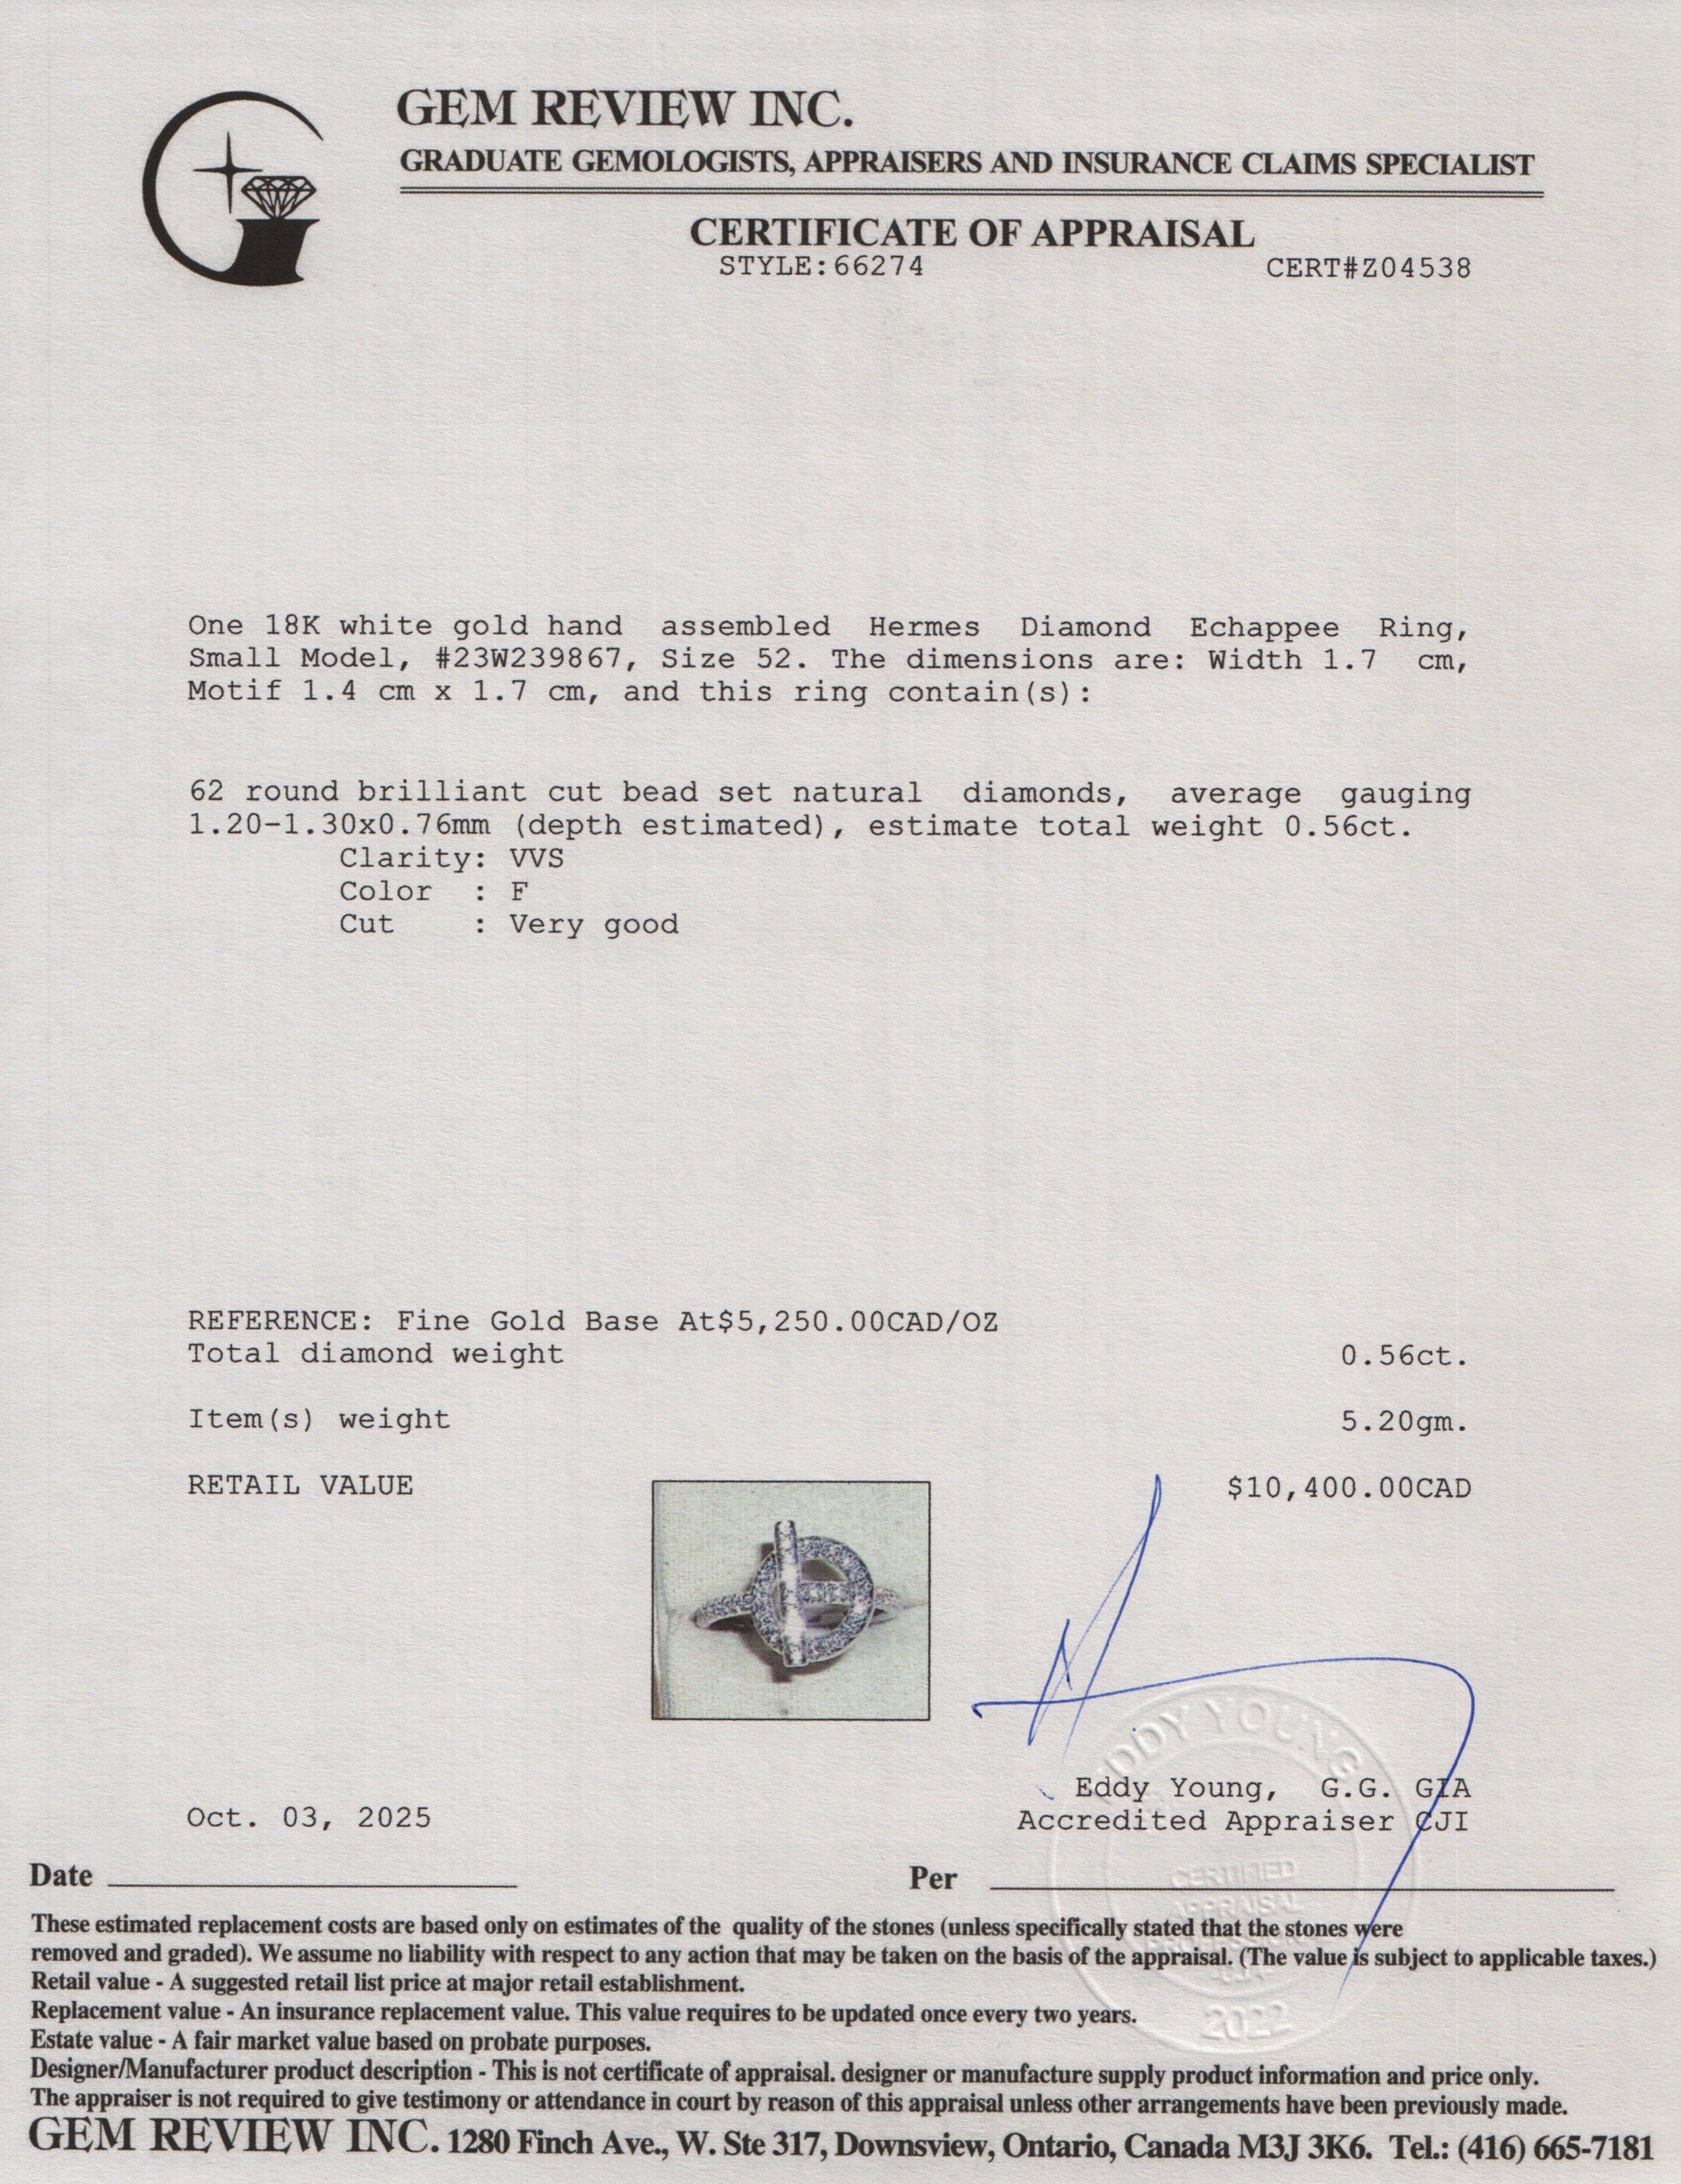 GEM REVIEW INC.
GRADUATE GEMOLOGISTS, APPRAISERS AND INSURANCE CLAIMS SPECIALIST
CERTIFICATE OF APPRAISAL
STYLE:66274
CERT#Z04538
One 18K white gold hand assembled Hermes Diamond Echappee Ring,
Small Model, #23W239867, Size 52. The dimensions are: Width 1.7 cm,
Motif 1.4 cm x 1.7 cm, and this ring contain(s):
62 round brilliant cut bead set natural diamonds, average gauging
1.20-1.30x0.76mm (depth estimated), estimate total weight 0.56ct.
Clarity: VVS
Color : F
Cut : Very good
REFERENCE: Fine Gold Base At$5,250.00CAD/OZ
Total diamond weight 0.56ct.
Item(s) weight 5.20gm.
RETAIL VALUE $10,400.00CAD
EDDY YOUNG
Eddy Young, G.G. GIA
Oct. 03, 2025
Accredited Appraiser CJI
Date
Per
CERTIFIED
APPRAISAL
2022
These estimated replacement costs are based only on estimates of the quality of the stones (unless specifically stated that the stones were
removed and graded). We assume no liability with respect to any action that may be taken on the basis of the appraisal. (The value is subject to applicable taxes.)
Retail value - A suggested retail list price at major retail establishment.
Replacement value - An insurance replacement value. This value requires to be updated once every two years.
Estate value - A fair market value based on probate purposes.
Designer/Manufacturer product description - This is not certificate of appraisal. designer or manufacture supply product information and price only.
The appraiser is not required to give testimony or attendance in court by reason of this appraisal unless other arrangements have been previously made.
GEM REVIEW INC. 1280 Finch Ave., W. Ste 317, Downsview, Ontario, Canada M3J 3K6. Tel.: (416) 665-7181